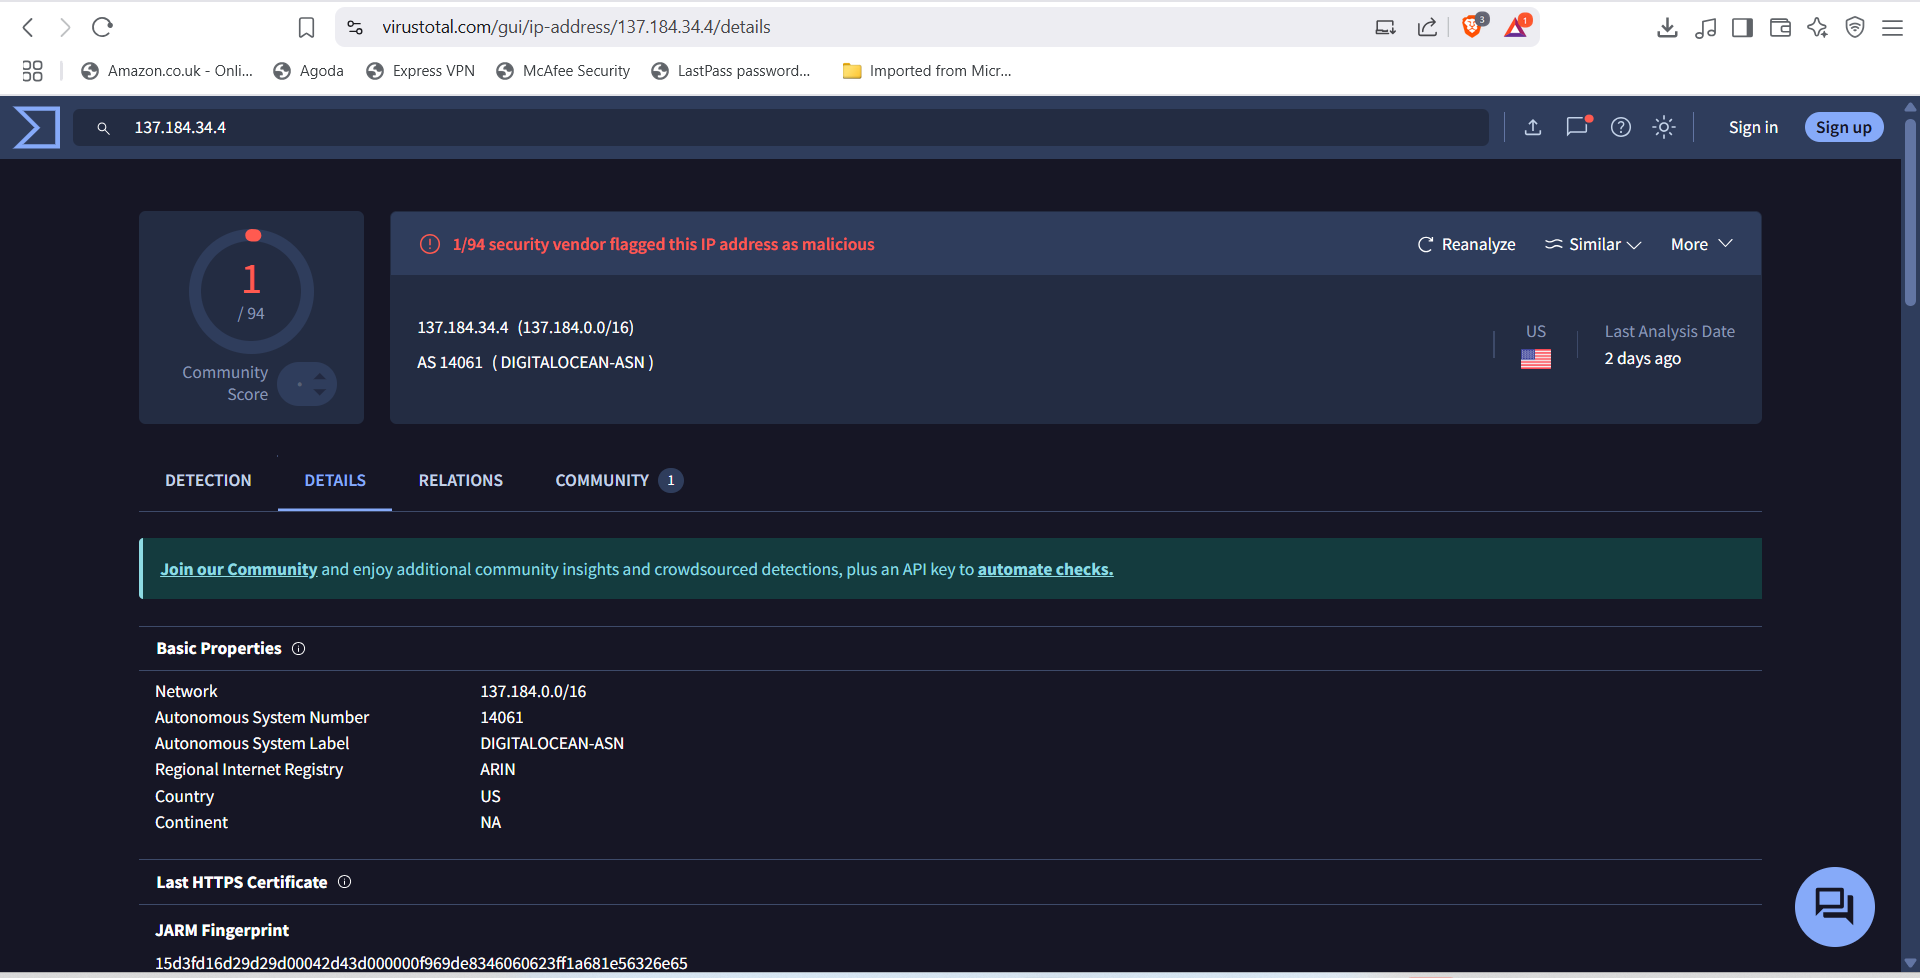 virustotal.com/gui/ip-address/137.184.34.4/details
3
1
Amazon.co.uk - Onli...
Agoda
Express VPN
McAfee Security
LastPass password...
Imported from Micr...
137.184.34.4
Sign in
Sign up
1
/ 94
Community
Score
1/94 security vendor flagged this IP address as malicious
Reanalyze
Similar
More
137.184.34.4 (137.184.0.0/16)
AS 14061 ( DIGITALOCEAN-ASN )
US
Last Analysis Date
2 days ago
DETECTION
DETAILS
RELATIONS
COMMUNITY 1
Join our Community and enjoy additional community insights and crowdsourced detections, plus an API key to automate checks.
Basic Properties
Network 137.184.0.0/16
Autonomous System Number 14061
Autonomous System Label DIGITALOCEAN-ASN
Regional Internet Registry ARIN
Country US
Continent NA
Last HTTPS Certificate
JARM Fingerprint
15d3fd16d29d29d00042d43d000000f969de8346060623ff1a681e56326e65